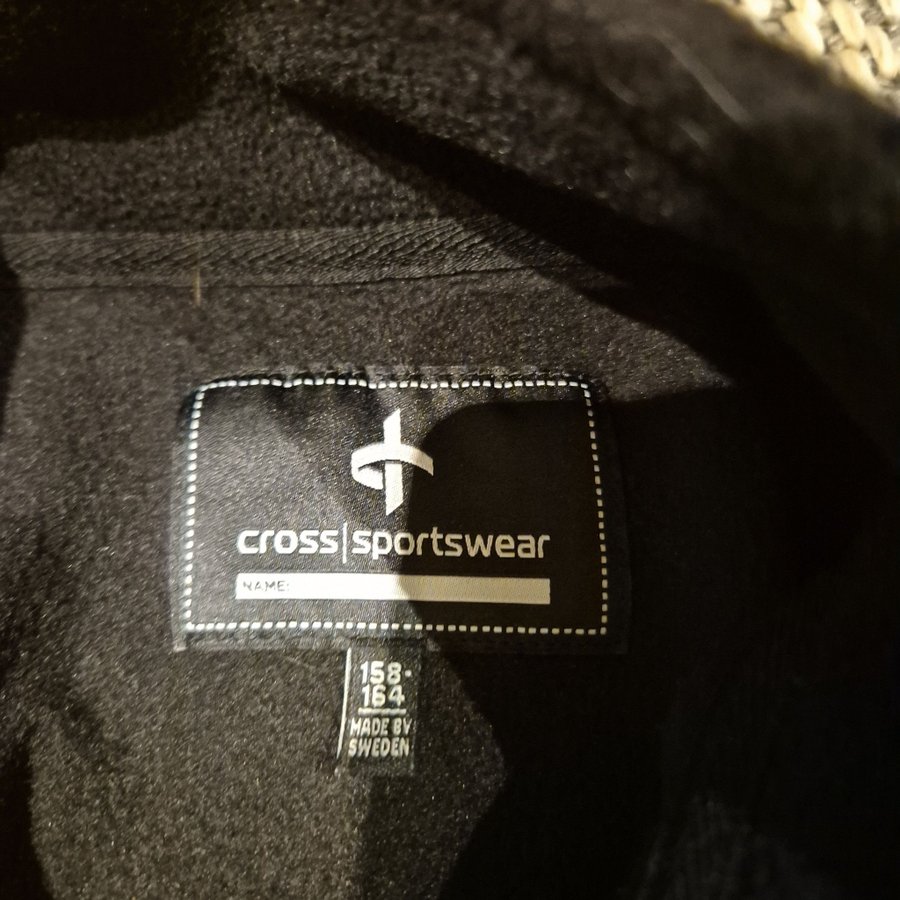 cross|sportswear
NAME:
158-
164
MADE BY
SWEDEN